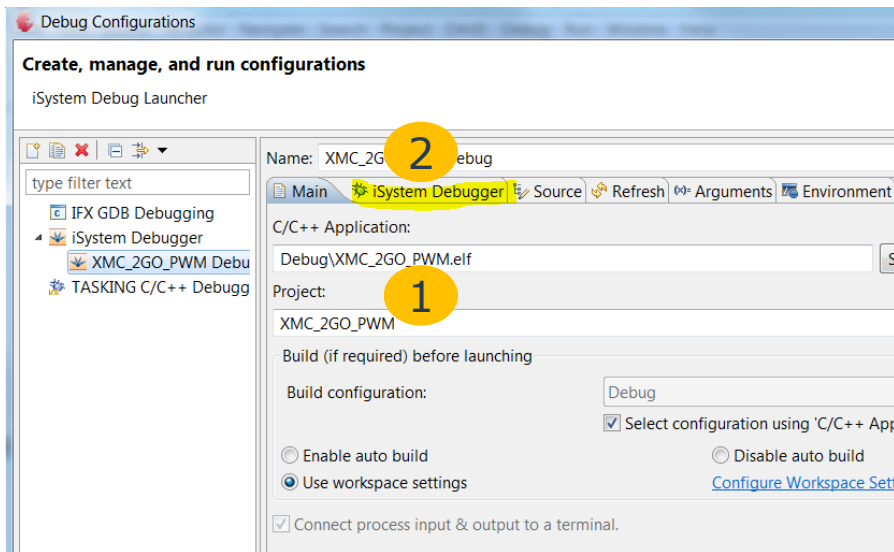 Debug Configurations
Create, manage, and run configurations
iSystem Debug Launcher
type filter text
IFX GDB Debugging
iSystem Debugger
XMC_2GO_PWM Debu
TASKING C/C++ Debugg
Name: XMC_2G ebug
2
Main iSystem Debugger Source Refresh (x)= Arguments Environment
C/C++ Application:
Debug\XMC_2GO_PWM.elf S
Project:
1
XMC_2GO_PWM
Build (if required) before launching
Build configuration: Debug
Select configuration using 'C/C++ App
Enable auto build Disable auto build
Use workspace settings Configure Workspace Sett
Connect process input & output to a terminal.